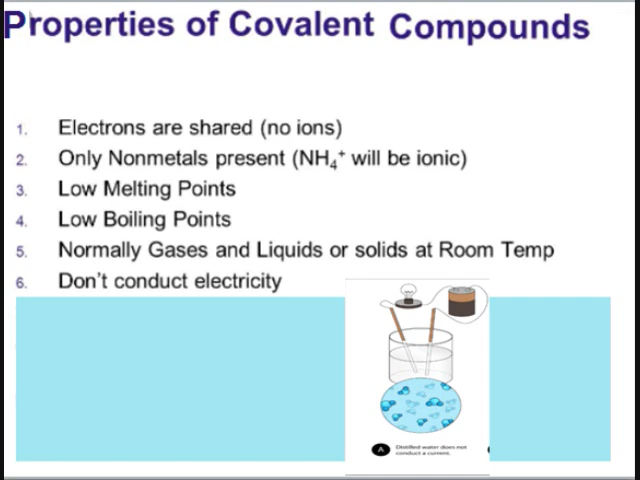 Properties of Covalent Compounds
1. Electrons are shared (no ions)
2. Only Nonmetals present (NH₄⁺ will be ionic)
3. Low Melting Points
4. Low Boiling Points
5. Normally Gases and Liquids or solids at Room Temp
6. Don't conduct electricity
A Distilled water does not
conduct a current.